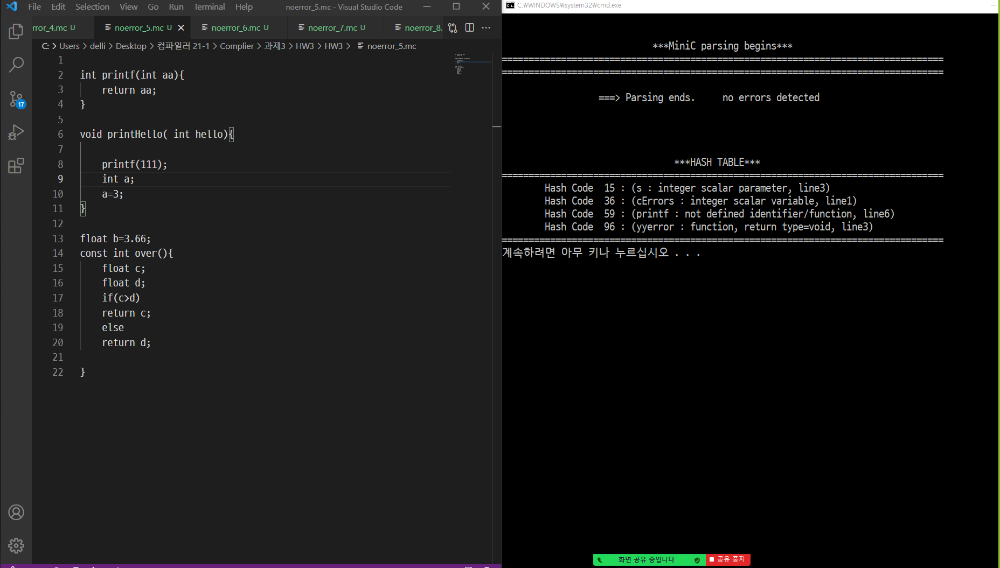 File Edit Selection View Go Run Terminal Help noerror_5.mc - Visual Studio Code
rror_4.mc U noerror_5.mc U noerror_6.mc U noerror_7.mc U noerror_8.
C: > Users > delli > Desktop > 컴파일러 21-1 > Complier > 과제3 > HW3 > HW3 > noerror_5.mc
17
1
2 int printf(int aa){
3 return aa;
4 }
5
6 void printHello( int hello){
7
8 printf(111);
9 int a;
10 a=3;
11 }
12
13 float b=3.66;
14 const int over(){
15 float c;
16 float d;
17 if(c>d)
18 return c;
19 else
20 return d;
21
22 }
C:₩WINDOWS₩system32₩cmd.exe
***MiniC parsing begins***
==================================================================================
==================================================================================
===> Parsing ends. no errors detected
***HASH TABLE***
==================================================================================
Hash Code 15 : (s : integer scalar parameter, line3)
Hash Code 36 : (cErrors : integer scalar variable, line1)
Hash Code 59 : (printf : not defined identifier/function, line6)
Hash Code 96 : (yyerror : function, return type=void, line3)
==================================================================================
계속하려면 아무 키나 누르십시오 . . .
화면 공유 중입니다 공유 중지